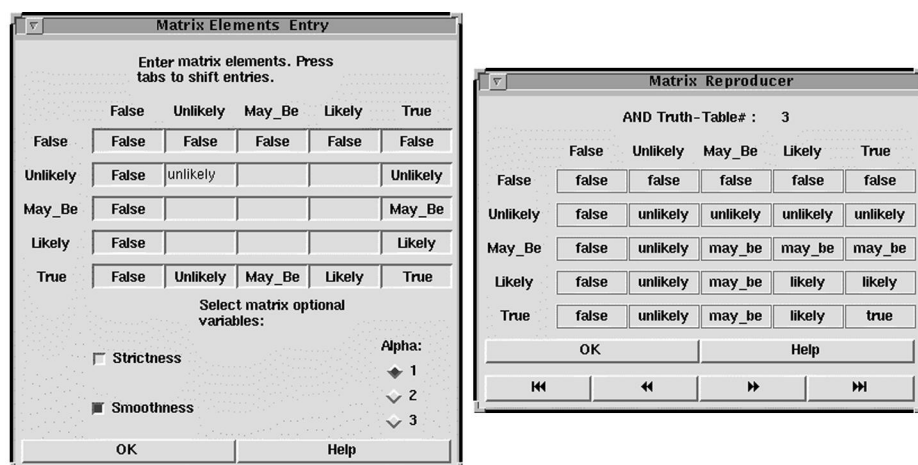 Matrix Elements Entry
Enter matrix elements. Press
tabs to shift entries.
False Unlikely May_Be Likely True
False False False False False False
Unlikely False unlikely Unlikely
May_Be False May_Be
Likely False Likely
True False Unlikely May_Be Likely True
Select matrix optional
variables:
Strictness
Smoothness
Alpha:
1
2
3
OK Help
Matrix Reproducer
AND Truth-Table# : 3
False Unlikely May_Be Likely True
False false false false false false
Unlikely false unlikely unlikely unlikely unlikely
May_Be false unlikely may_be may_be may_be
Likely false unlikely may_be likely likely
True false unlikely may_be likely true
OK Help